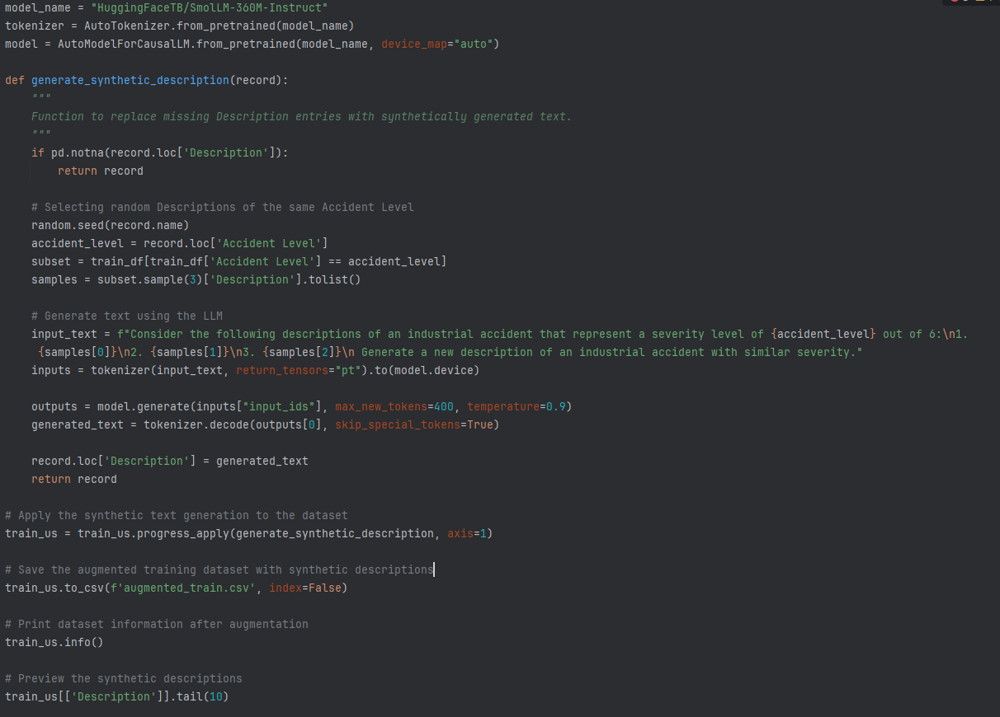 model_name = "HuggingFaceTB/SmolLM-360M-Instruct"
tokenizer = AutoTokenizer.from_pretrained(model_name)
model = AutoModelForCausalLM.from_pretrained(model_name, device_map="auto")

def generate_synthetic_description(record):
    """
    Function to replace missing Description entries with synthetically generated text.
    """
    if pd.notna(record.loc['Description']):
        return record

    # Selecting random Descriptions of the same Accident Level
    random.seed(record.name)
    accident_level = record.loc['Accident Level']
    subset = train_df[train_df['Accident Level'] == accident_level]
    samples = subset.sample(3)['Description'].tolist()

    # Generate text using the LLM
    input_text = f"Consider the following descriptions of an industrial accident that represent a severity level of {accident_level} out of 6:\n1.
     {samples[0]}\n2. {samples[1]}\n3. {samples[2]}\n Generate a new description of an industrial accident with similar severity."
    inputs = tokenizer(input_text, return_tensors="pt").to(model.device)

    outputs = model.generate(inputs["input_ids"], max_new_tokens=400, temperature=0.9)
    generated_text = tokenizer.decode(outputs[0], skip_special_tokens=True)

    record.loc['Description'] = generated_text
    return record

# Apply the synthetic text generation to the dataset
train_us = train_us.progress_apply(generate_synthetic_description, axis=1)

# Save the augmented training dataset with synthetic descriptions
train_us.to_csv(f'augmented_train.csv', index=False)

# Print dataset information after augmentation
train_us.info()

# Preview the synthetic descriptions
train_us[['Description']].tail(10)